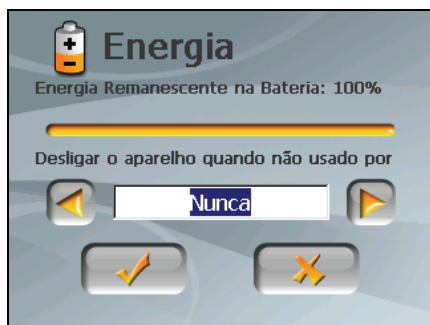 Energia
Energia Remanescente na Bateria: 100%
Desligar o aparelho quando não usado por
Nunca